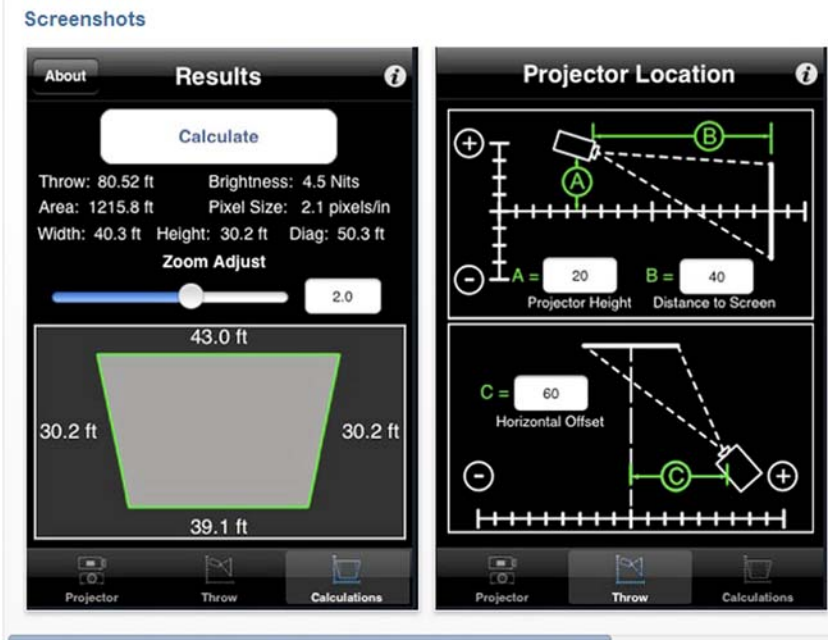 Screenshots
About
Results
i
Calculate
Throw: 80.52 ft Brightness: 4.5 Nits
Area: 1215.8 ft Pixel Size: 2.1 pixels/in
Width: 40.3 ft Height: 30.2 ft Diag: 50.3 ft
Zoom Adjust
2.0
43.0 ft
30.2 ft 30.2 ft
39.1 ft
Projector Throw Calculations
Projector Location
i
+
B
A
-
A = 20 B = 40
Projector Height Distance to Screen
C = 60
Horizontal Offset
- C +
Projector Throw Calculations